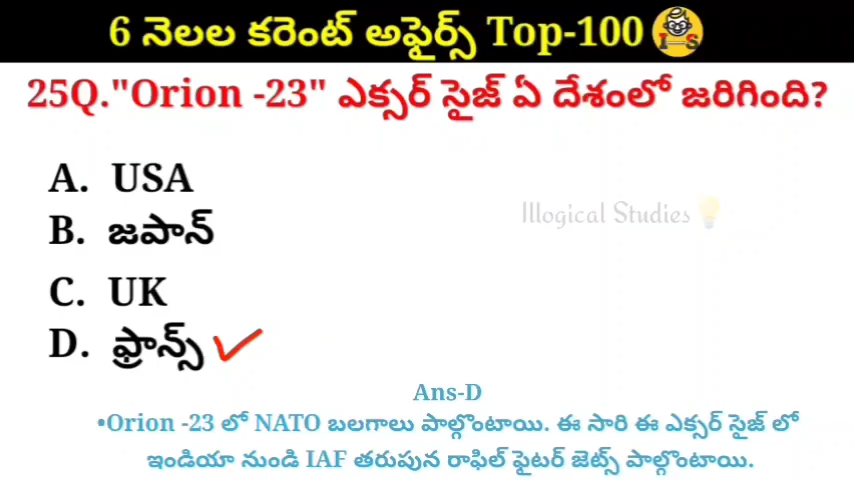 6 నెలల కరెంట్ అఫైర్స్ Top-100
I-S
25Q."Orion -23" ఎక్సర్ సైజ్ ఏ దేశంలో జరిగింది?
A. USA
Illogical Studies
B. జపాన్
C. UK
D. ఫ్రాన్స్
Ans-D
•Orion -23 లో NATO బలగాలు పాల్గొంటాయి. ఈ సారి ఈ ఎక్సర్ సైజ్ లో
ఇండియా నుండి IAF తరుపున రాఫిల్ ఫైటర్ జెట్స్ పాల్గొంటాయి.